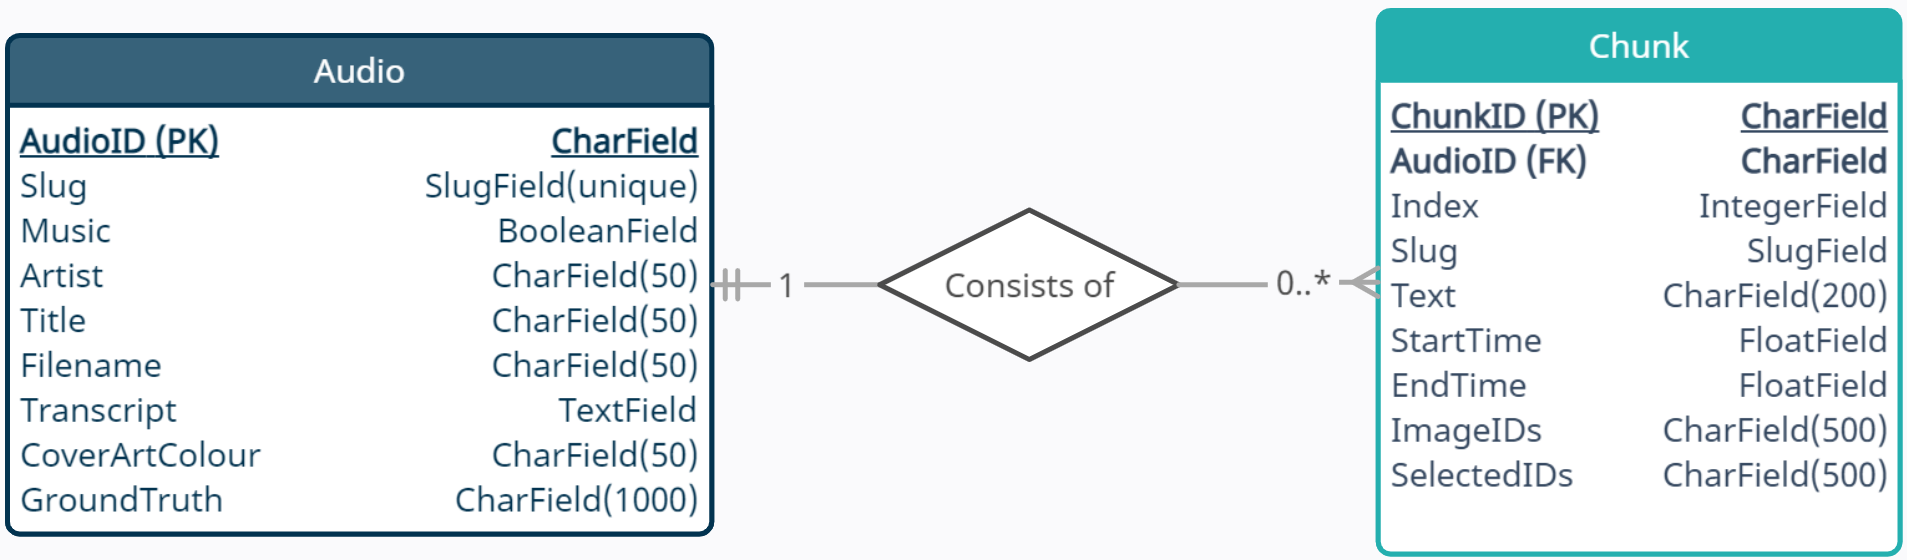 Audio
AudioID (PK) CharField
Slug SlugField(unique)
Music BooleanField
Artist CharField(50)
Title CharField(50)
Filename CharField(50)
Transcript TextField
CoverArtColour CharField(50)
GroundTruth CharField(1000)
1
Consists of
0..*
Chunk
ChunkID (PK) CharField
AudioID (FK) CharField
Index IntegerField
Slug SlugField
Text CharField(200)
StartTime FloatField
EndTime FloatField
ImageIDs CharField(500)
SelectedIDs CharField(500)